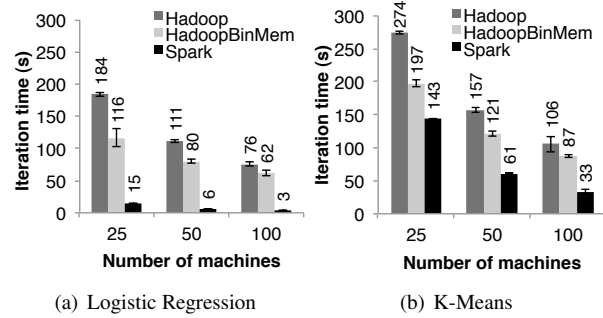 Hadoop
HadoopBinMem
Spark
Iteration time (s)
300
250
200
150
100
50
0
184
116
15
111
80
6
76
62
3
25 50 100
Number of machines
(a) Logistic Regression
Hadoop
HadoopBinMem
Spark
Iteration time (s)
300
250
200
150
100
50
0
274
197
143
157
121
61
106
87
33
25 50 100
Number of machines
(b) K-Means